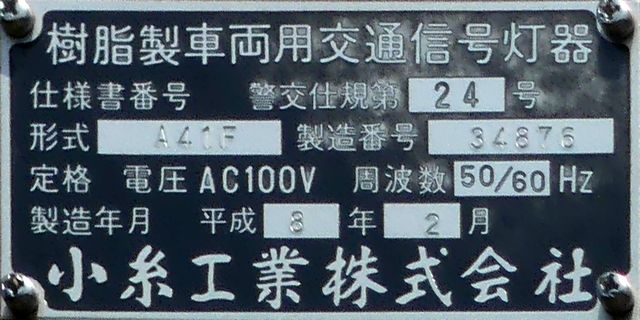 樹脂製車両用交通信号灯器
仕様書番号 警交仕規第 24 号
形式 A41F 製造番号 34876
定格 電圧 AC100V 周波数 50/60 Hz
製造年月 平成 8 年 2 月
小糸工業株式会社